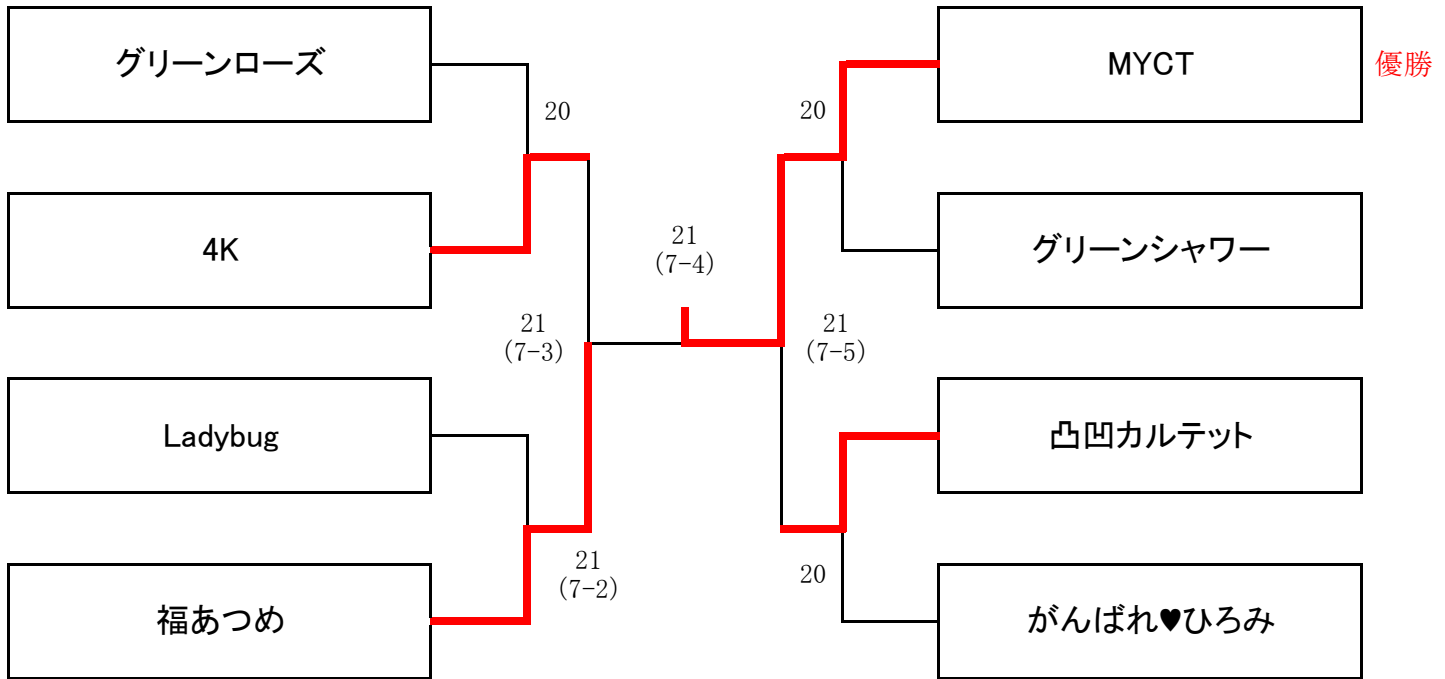 グリーンローズ
MYCT
優勝
20
20
4K
グリーンシャワー
21
(7-4)
21
(7-3)
21
(7-5)
Ladybug
凸凹カルテット
21
(7-2)
20
福あつめ
がんばれ♥ひろみ